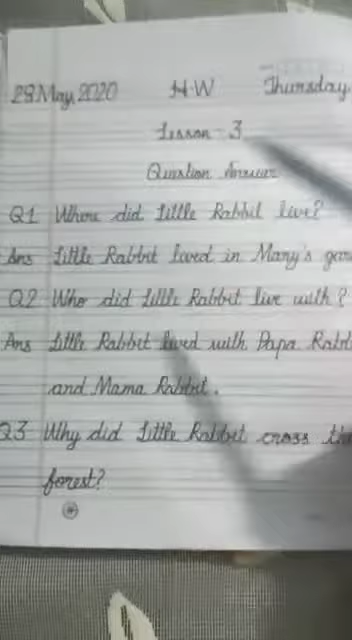 28 May, 2020 H.W Thursday
Lesson - 3
Question Answer
Q1 Where did Little Rabbit live?
Ans Little Rabbit lived in Mary's
Q2 Who did Little Rabbit live with?
Ans Little Rabbit lived with Papa
and Mama Rabbit.
Q3 Why did Little Rabbit cross the
forest?